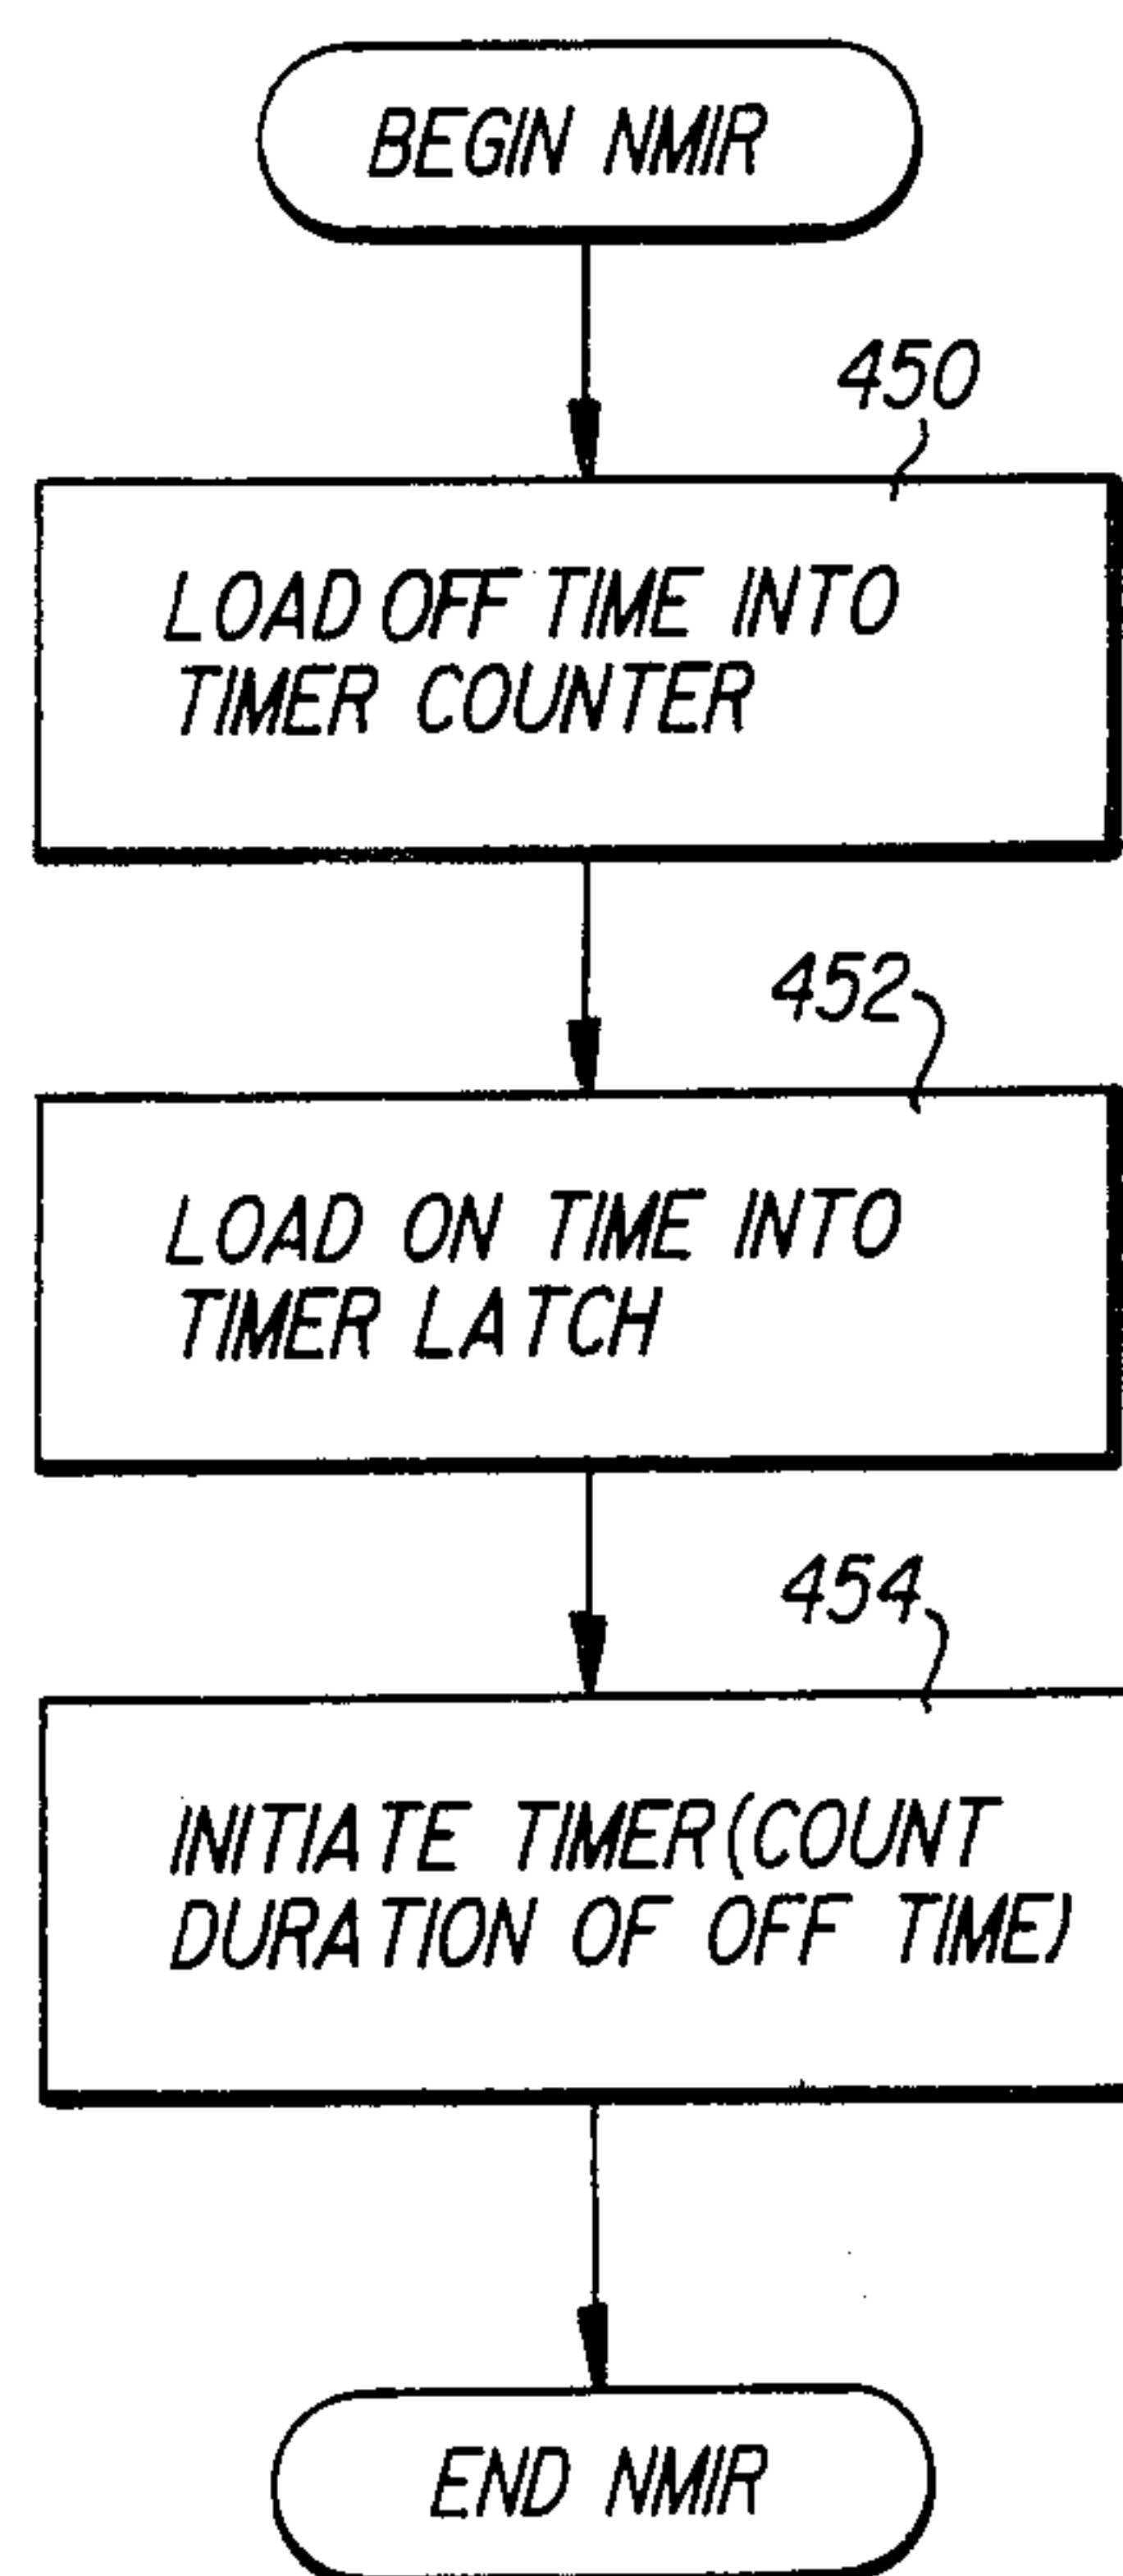 BEGIN NMIR
450
LOAD OFF TIME INTO
TIMER COUNTER
452
LOAD ON TIME INTO
TIMER LATCH
454
INITIATE TIMER (COUNT
DURATION OF OFF TIME)
END NMIR